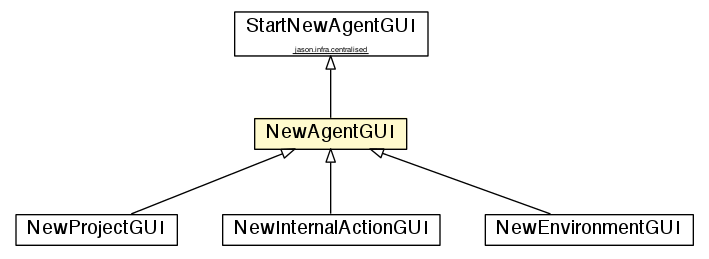 StartNewAgentGUI
jason.infra.centralised
NewAgentGUI
NewProjectGUI
NewInternalActionGUI
NewEnvironmentGUI